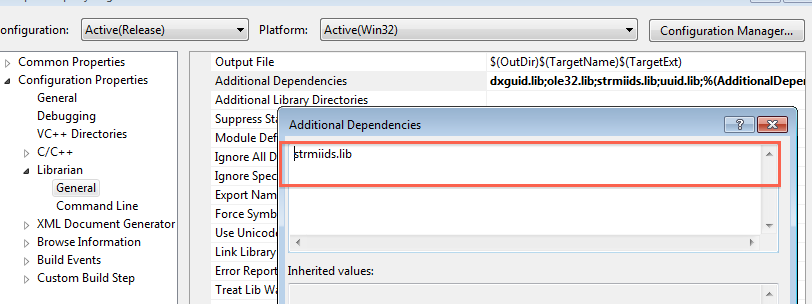 onfiguration: Active(Release) Platform: Active(Win32) Configuration Manager...
Common Properties
Configuration Properties
General
Debugging
VC++ Directories
C/C++
Librarian
General
Command Line
XML Document Generator
Browse Information
Build Events
Custom Build Step
Output File $(OutDir)$(TargetName)$(TargetExt)
Additional Dependencies dxguid.lib;ole32.lib;strmiids.lib;uuid.lib;%(AdditionalDepe
Additional Library Directories
Suppress Sta
Module Def
Ignore All D
Ignore Spec
Export Nam
Force Symb
Use Unicod
Link Library
Error Report
Treat Lib Wa
Additional Dependencies
strmiids.lib
Inherited values: